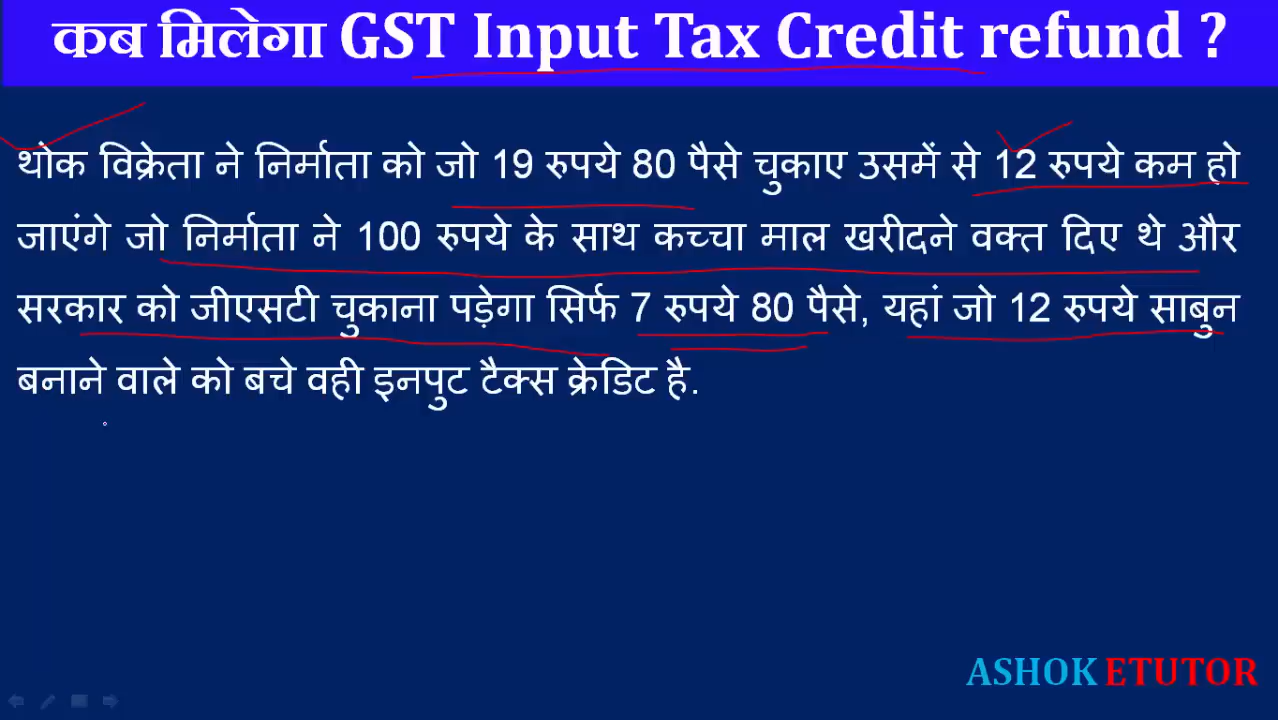 कब मिलेगा GST Input Tax Credit refund ?
थोक विक्रेता ने निर्माता को जो 19 रुपये 80 पैसे चुकाए उसमें से 12 रुपये कम हो
जाएंगे जो निर्माता ने 100 रुपये के साथ कच्चा माल खरीदने वक्त दिए थे और
सरकार को जीएसटी चुकाना पड़ेगा सिर्फ 7 रुपये 80 पैसे, यहां जो 12 रुपये साबुन
बनाने वाले को बचे वही इनपुट टैक्स क्रेडिट है.
ASHOK ETUTOR